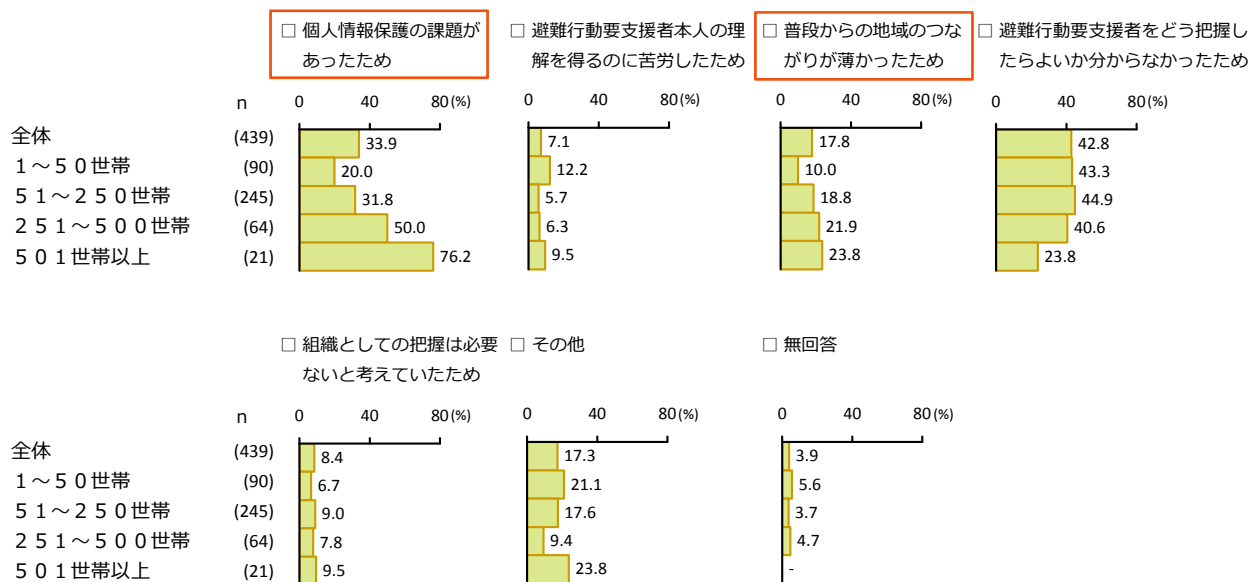 □ 個人情報保護の課題が
あったため
□ 避難行動要支援者本人の理
解を得るのに苦労したため
□ 普段からの地域のつな
がりが薄かったため
□ 避難行動要支援者をどう把握し
たらよいか分からなかったため
n 0 40 80(%) 0 40 80(%) 0 40 80(%) 0 40 80(%)
全体 (439) 33.9 7.1 17.8 42.8
1～50世帯 (90) 20.0 12.2 10.0 43.3
51～250世帯 (245) 31.8 5.7 18.8 44.9
251～500世帯 (64) 50.0 6.3 21.9 40.6
501世帯以上 (21) 76.2 9.5 23.8 23.8
□ 組織としての把握は必要
ないと考えていたため
□ その他
□ 無回答
n 0 40 80(%) 0 40 80(%) 0 40 80(%)
全体 (439) 8.4 17.3 3.9
1～50世帯 (90) 6.7 21.1 5.6
51～250世帯 (245) 9.0 17.6 3.7
251～500世帯 (64) 7.8 9.4 4.7
501世帯以上 (21) 9.5 23.8 -